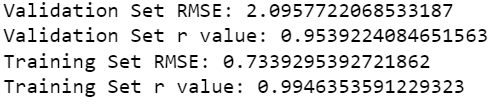 Validation Set RMSE: 2.0957722068533187
Validation Set r value: 0.9539224084651563
Training Set RMSE: 0.7339295392721862
Training Set r value: 0.9946353591229323